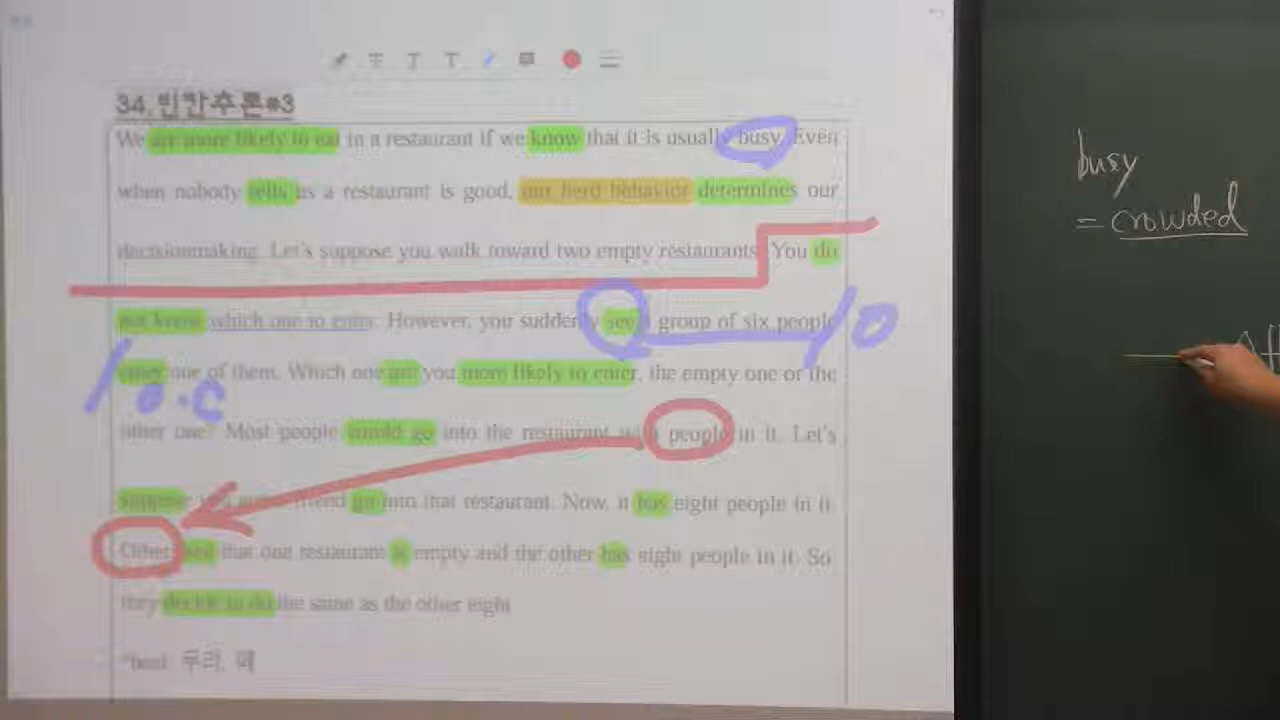 34. 빈칸추론#3
We are more likely to eat in a restaurant if we know that it is usually busy. Even
when nobody tells us a restaurant is good, our herd behavior determines our
decisionmaking. Let's suppose you walk toward two empty restaurants. You do
not know which one to enter. However, you suddenly see a group of six people
enter one of them. Which one are you more likely to enter, the empty one or the
other one? Most people would go into the restaurant with people in it. Let's
suppose you and a friend go into that restaurant. Now, it has eight people in it.
Others see that one restaurant is empty and the other has eight people in it. So
they decide to do the same as the other eight
*herd 무리, 떼
/ O
/ o.c
busy
= crowded